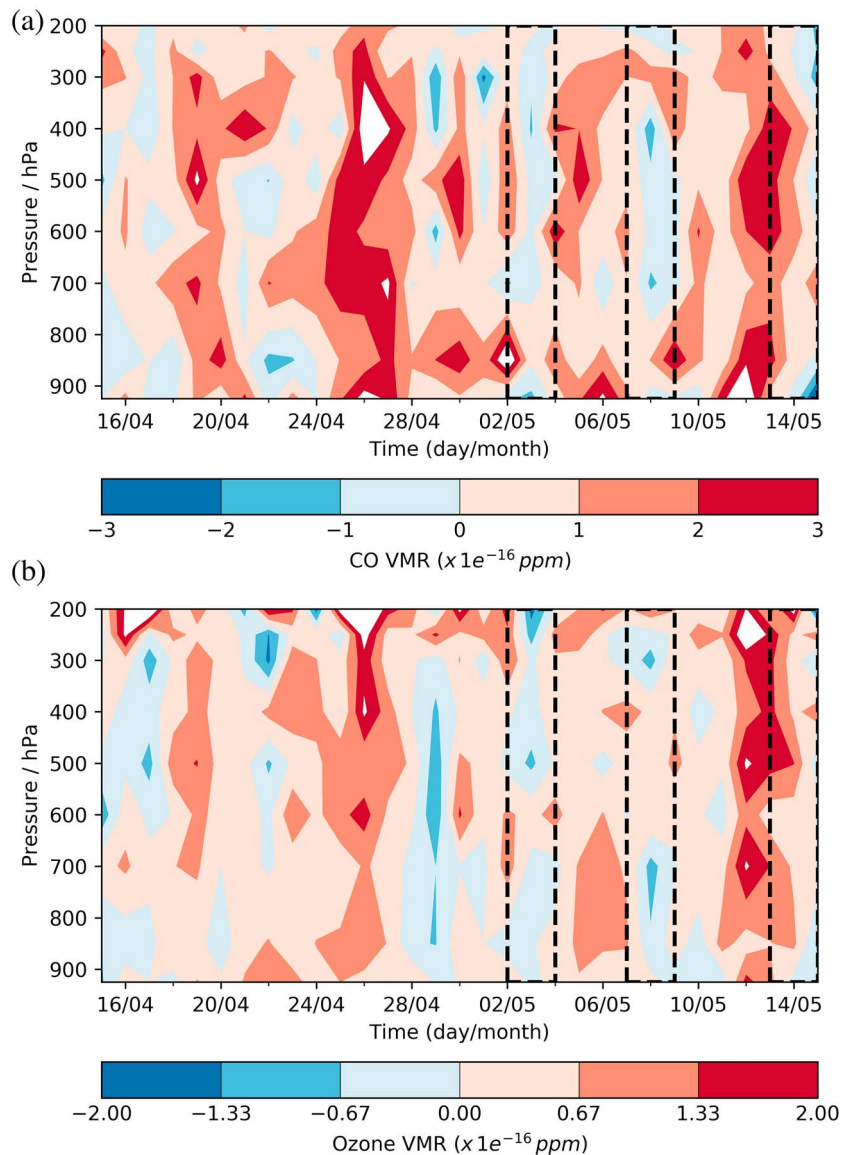 (a)
200
300
400
500
600
700
800
900
Pressure / hPa
16/04 20/04 24/04 28/04 02/05 06/05 10/05 14/05
Time (day/month)
−3 −2 −1 0 1 2 3
CO VMR (x 1e⁻¹⁶ ppm)
(b)
200
300
400
500
600
700
800
900
Pressure / hPa
16/04 20/04 24/04 28/04 02/05 06/05 10/05 14/05
Time (day/month)
−2.00 −1.33 −0.67 0.00 0.67 1.33 2.00
Ozone VMR (x 1e⁻¹⁶ ppm)